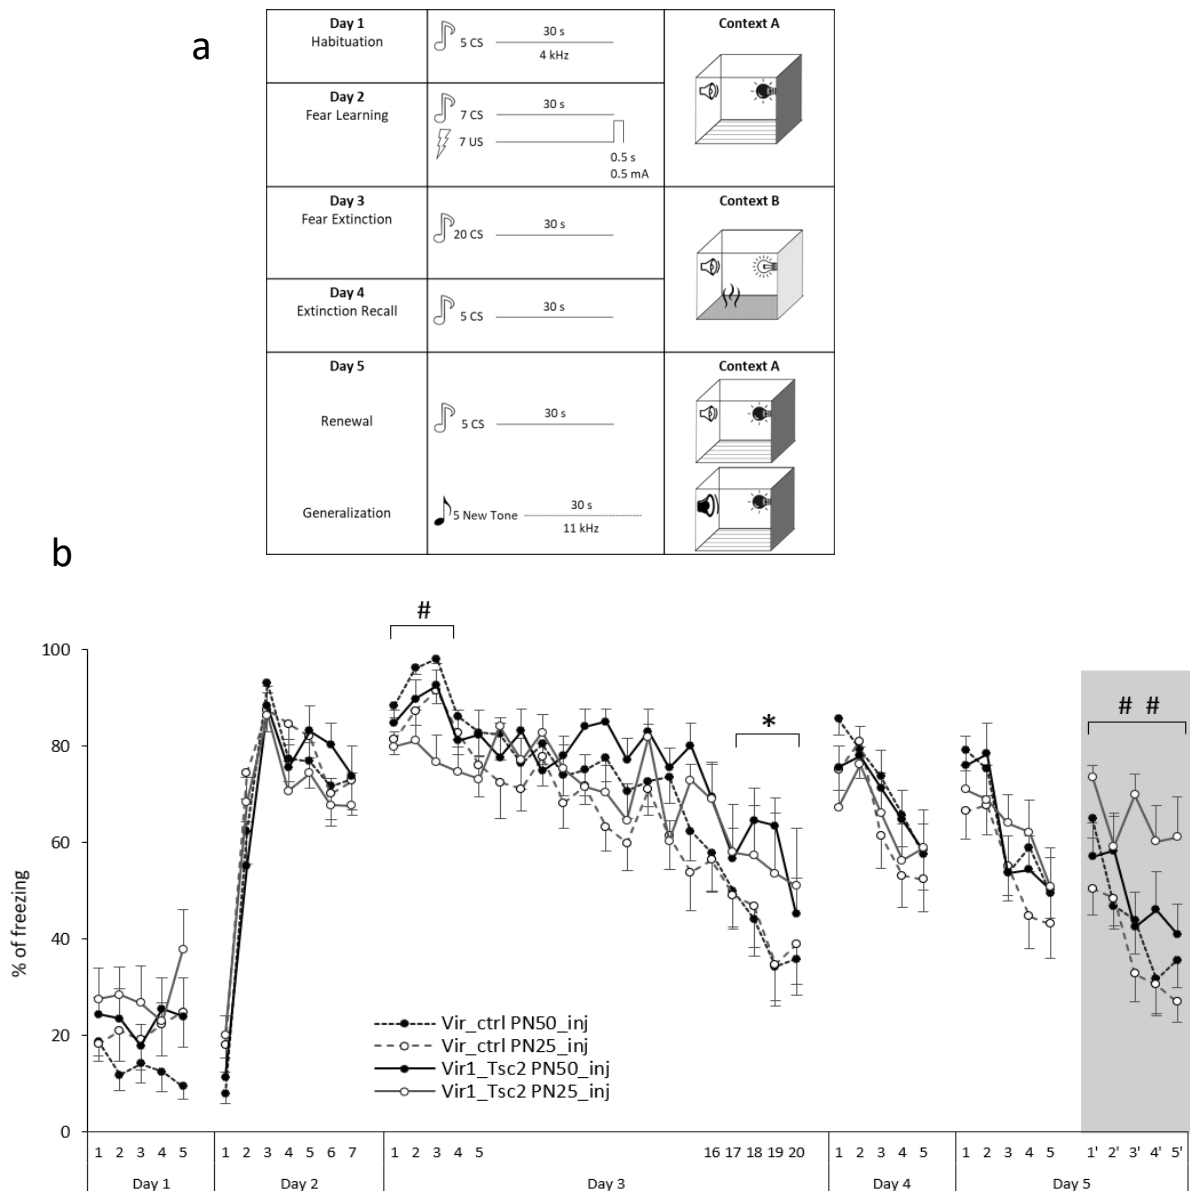 a
Day 1
Habituation
5 CS
30 s
4 kHz
Context A
Day 2
Fear Learning
7 CS
30 s
7 US
0.5 s
0.5 mA
Day 3
Fear Extinction
20 CS
30 s
Context B
Day 4
Extinction Recall
5 CS
30 s
Day 5
Context A
Renewal
5 CS
30 s
Generalization
5 New Tone
30 s
11 kHz
b
#
*
# #
100
80
60
40
20
0
% of freezing
Vir_ctrl PN50_inj
Vir_ctrl PN25_inj
Vir1_Tsc2 PN50_inj
Vir1_Tsc2 PN25_inj
1 2 3 4 5 1 2 3 4 5 6 7 1 2 3 4 5 16 17 18 19 20 1 2 3 4 5 1 2 3 4 5 1' 2' 3' 4' 5'
Day 1 Day 2 Day 3 Day 4 Day 5